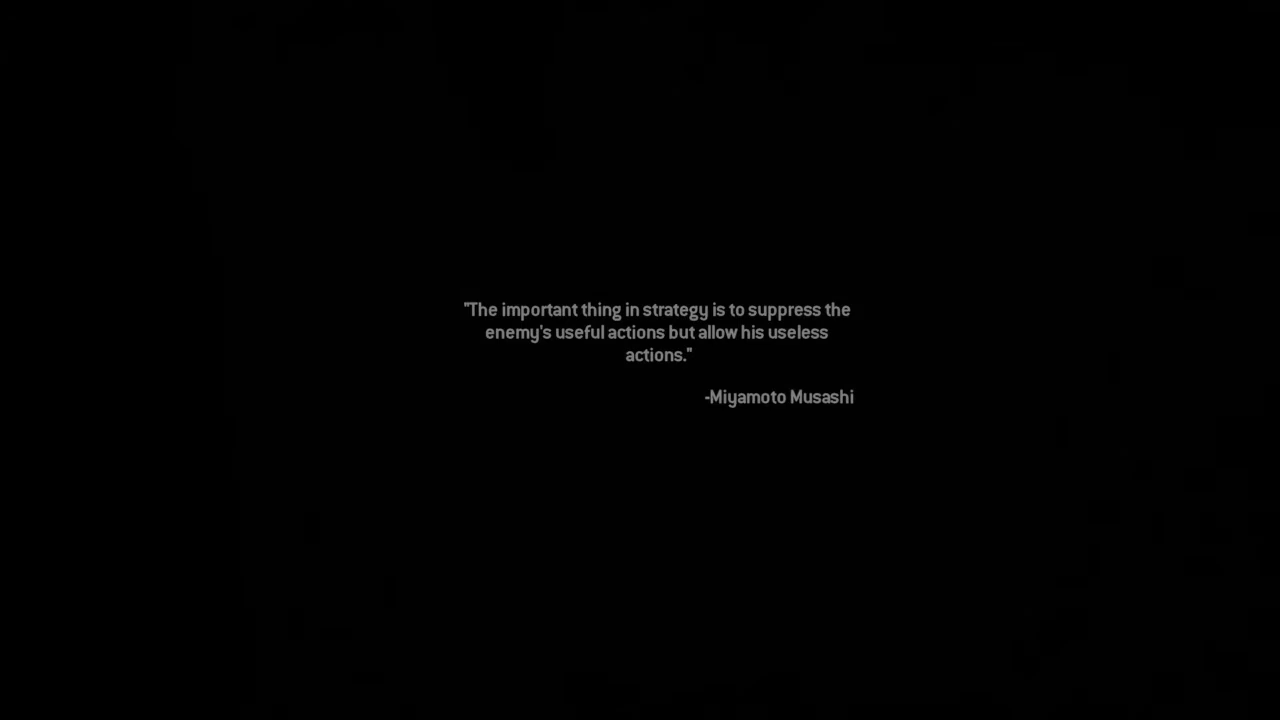 "The important thing in strategy is to suppress the
enemy's useful actions but allow his useless
actions."
-Miyamoto Musashi